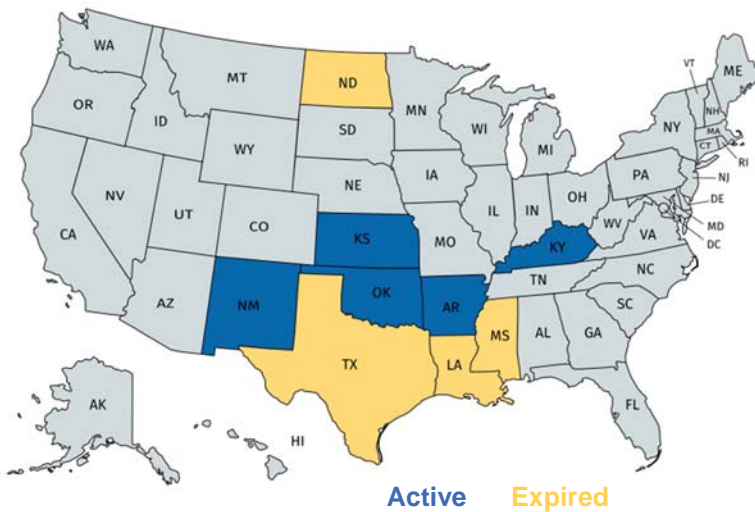 WA
MT
ND
MN
VT
ME
OR
ID
SD
WI
NH
NY
MA
WY
MI
CT
RI
IA
PA
NJ
NE
NV
OH
DE
UT
IL
IN
CO
WV
MD
CA
KS
MO
KY
VA
DC
NC
TN
AZ
OK
NM
AR
SC
MS
AL
GA
TX
LA
FL
AK
HI
Active Expired